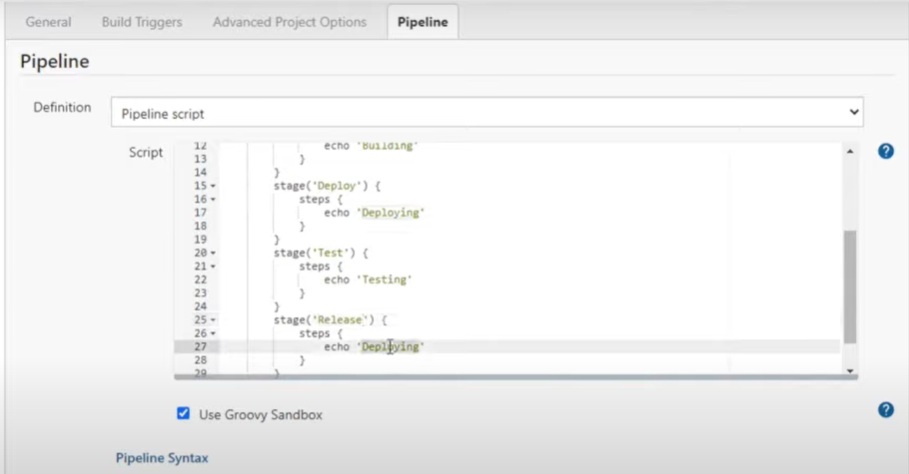 General Build Triggers Advanced Project Options Pipeline
Pipeline
Definition Pipeline script
Script
12 echo 'Building'
13 }
14 }
15 stage('Deploy') {
16 steps {
17 echo 'Deploying'
18 }
19 }
20 stage('Test') {
21 steps {
22 echo 'Testing'
23 }
24 }
25 stage('Release') {
26 steps {
27 echo 'Deploying'
28 }
29 }
Use Groovy Sandbox
Pipeline Syntax